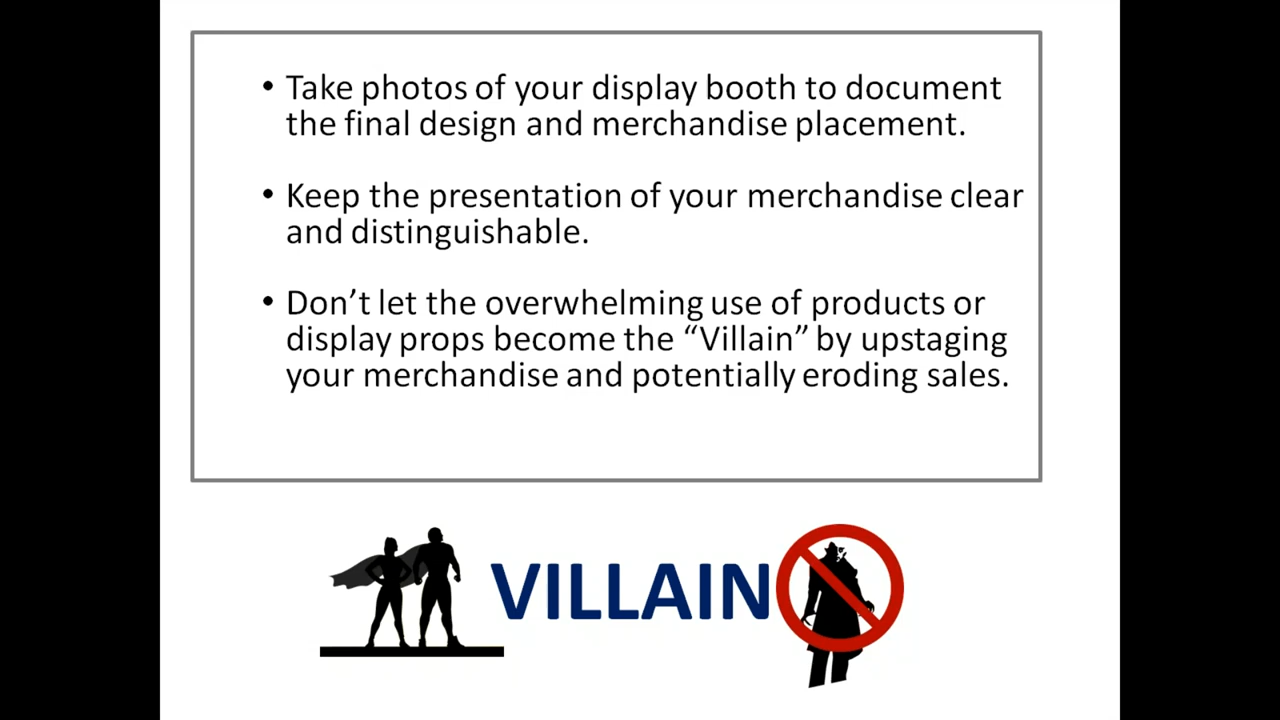 • Take photos of your display booth to document
the final design and merchandise placement.
• Keep the presentation of your merchandise clear
and distinguishable.
• Don’t let the overwhelming use of products or
display props become the “Villain” by upstaging
your merchandise and potentially eroding sales.
VILLAIN